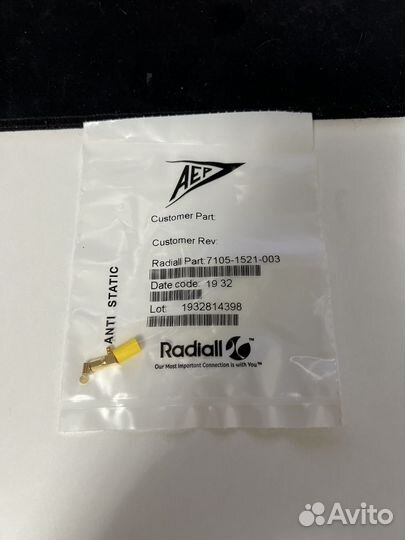 AEP
Customer Part:
Customer Rev:
Radiall Part:7105-1521-003
Date code: 19 32
Lot: 1932814398
ANTI STATIC
Radiall
Our Most Important Connection is with You™
Avito